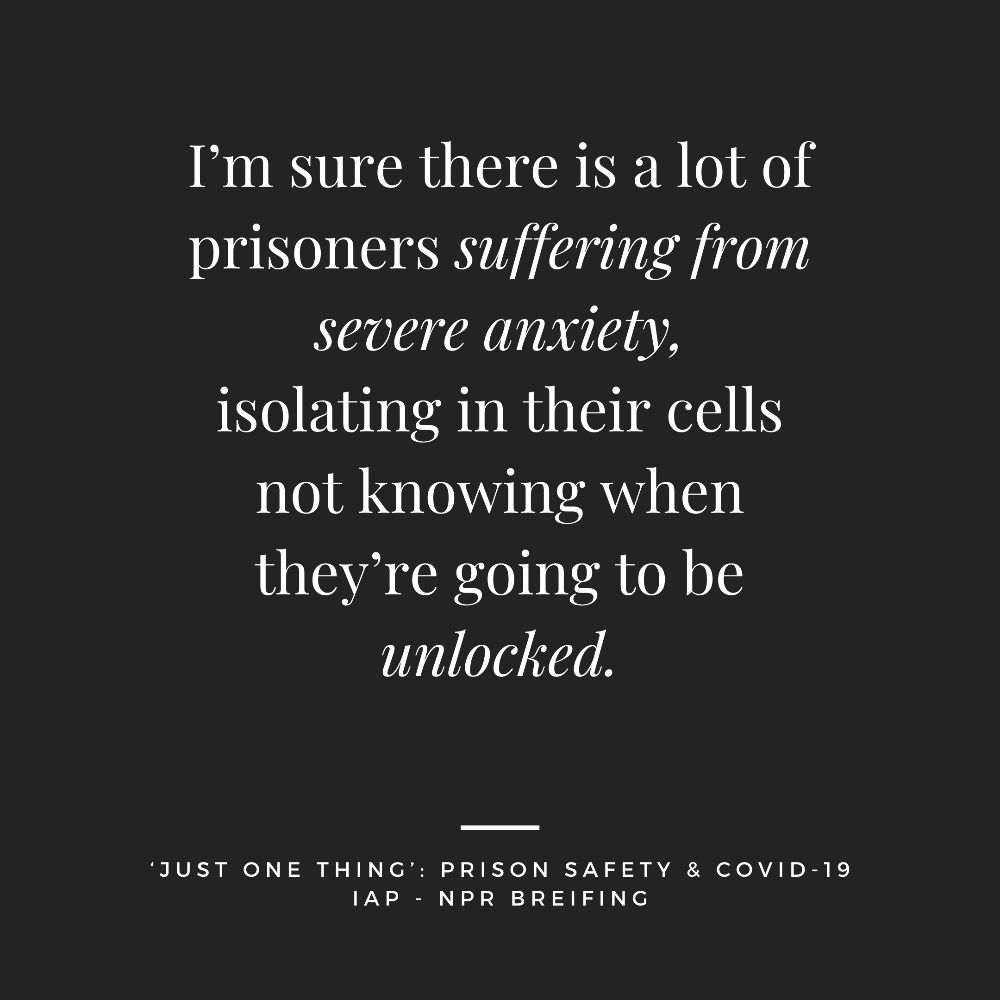 I’m sure there is a lot of
prisoners suffering from
severe anxiety,
isolating in their cells
not knowing when
they’re going to be
unlocked.
‘JUST ONE THING’: PRISON SAFETY & COVID-19
IAP - NPR BREIFING